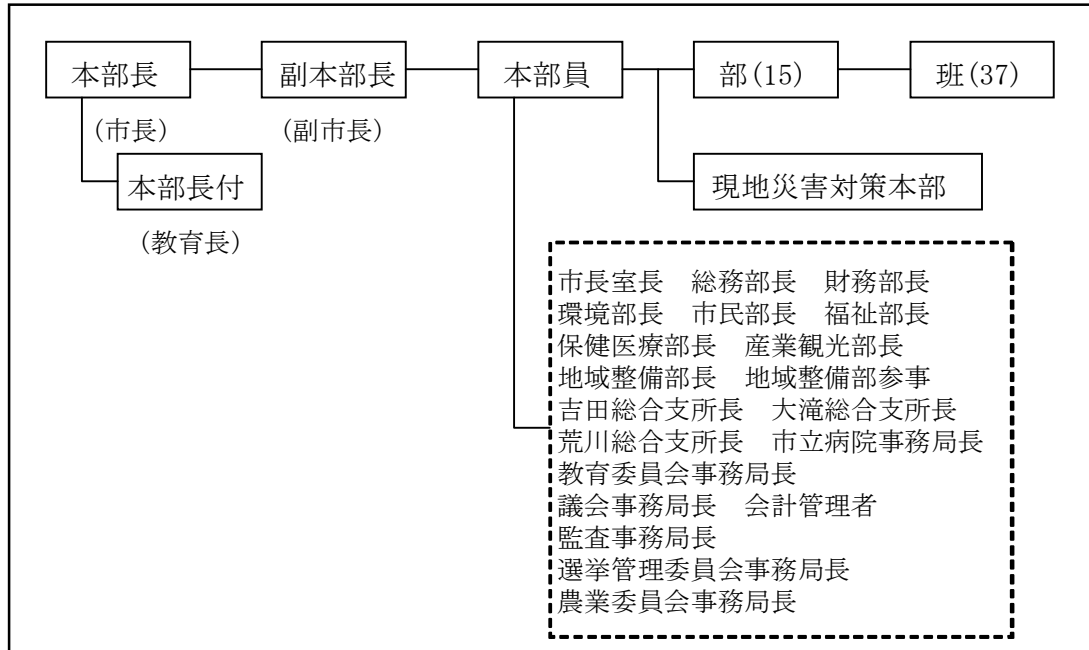 本部長 副本部長 本部員 部(15) 班(37)
(市長) (副市長)
本部長付 現地災害対策本部
(教育長)
市長室長 総務部長 財務部長
環境部長 市民部長 福祉部長
保健医療部長 産業観光部長
地域整備部長 地域整備部参事
吉田総合支所長 大滝総合支所長
荒川総合支所長 市立病院事務局長
教育委員会事務局長
議会事務局長 会計管理者
監査事務局長
選挙管理委員会事務局長
農業委員会事務局長